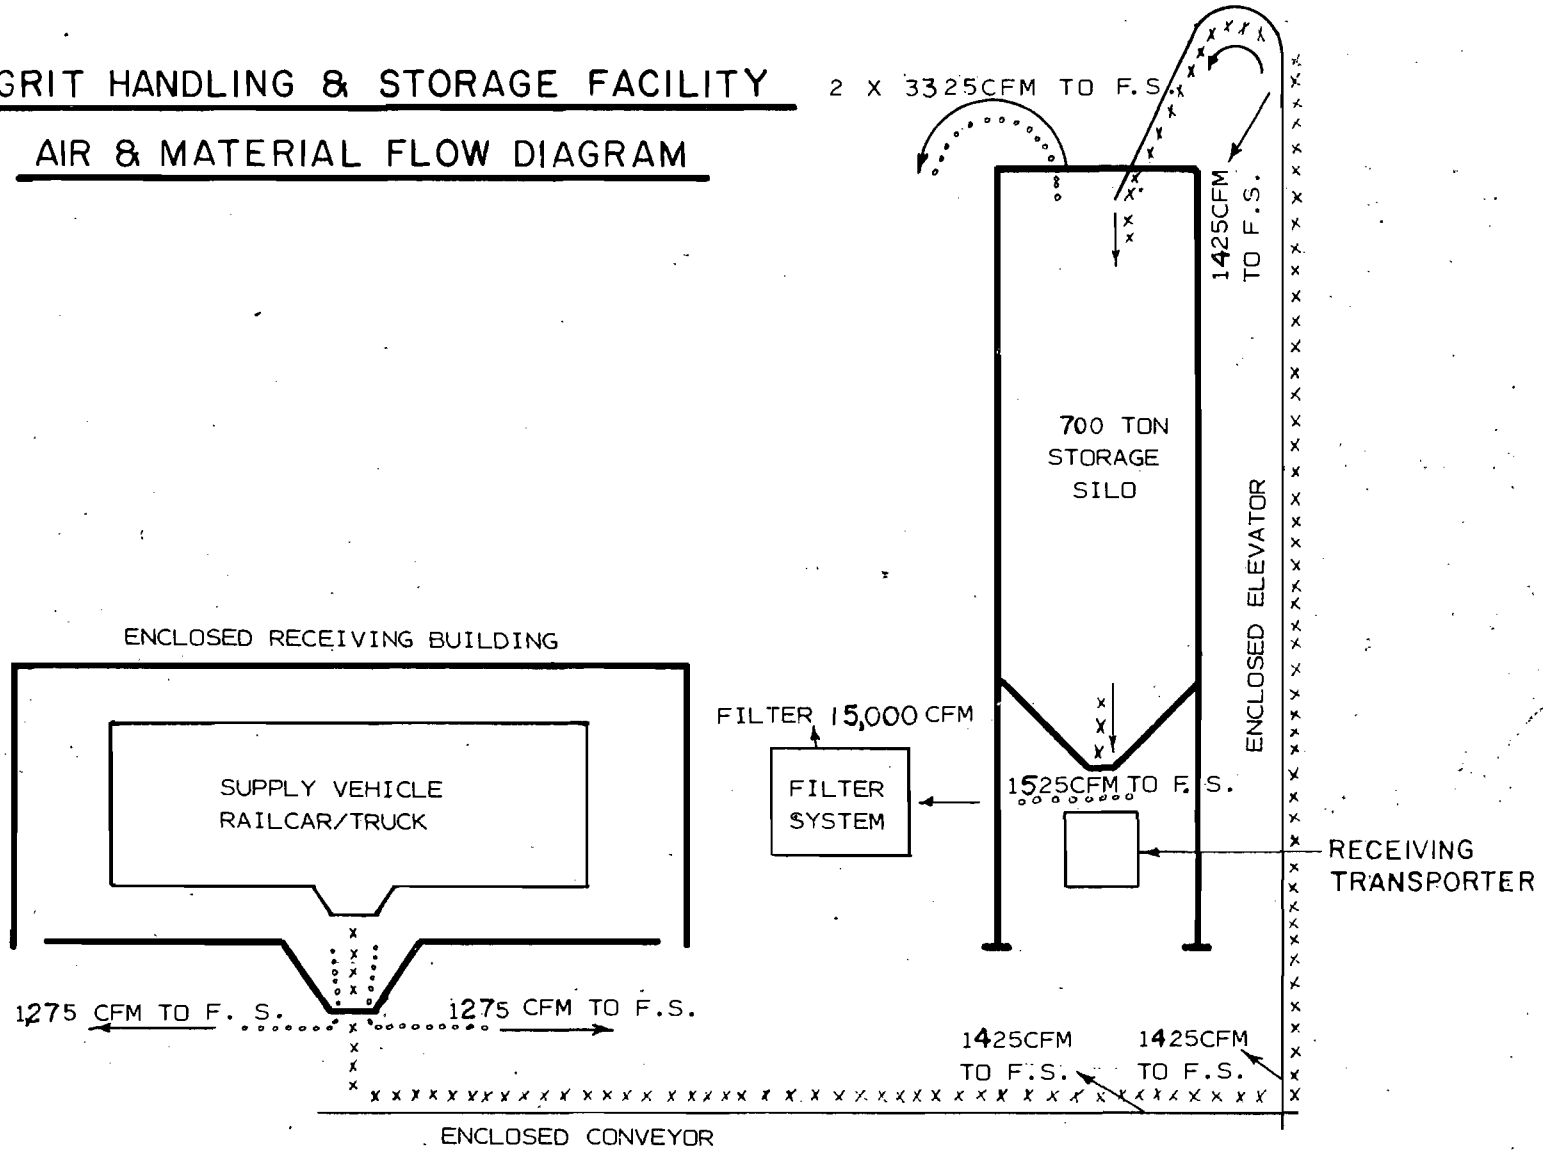 GRIT HANDLING & STORAGE FACILITY
AIR & MATERIAL FLOW DIAGRAM
2 X 3325CFM TO F.S.
1425CFM
TO F.S.
700 TON
STORAGE
SILO
ENCLOSED ELEVATOR
ENCLOSED RECEIVING BUILDING
FILTER 15,000 CFM
SUPPLY VEHICLE
RAILCAR/TRUCK
FILTER
SYSTEM
1525CFM TO F.S.
RECEIVING
TRANSPORTER
1275 CFM TO F. S.
1275 CFM TO F.S.
1425CFM
TO F.S.
1425CFM
TO F.S.
ENCLOSED CONVEYOR